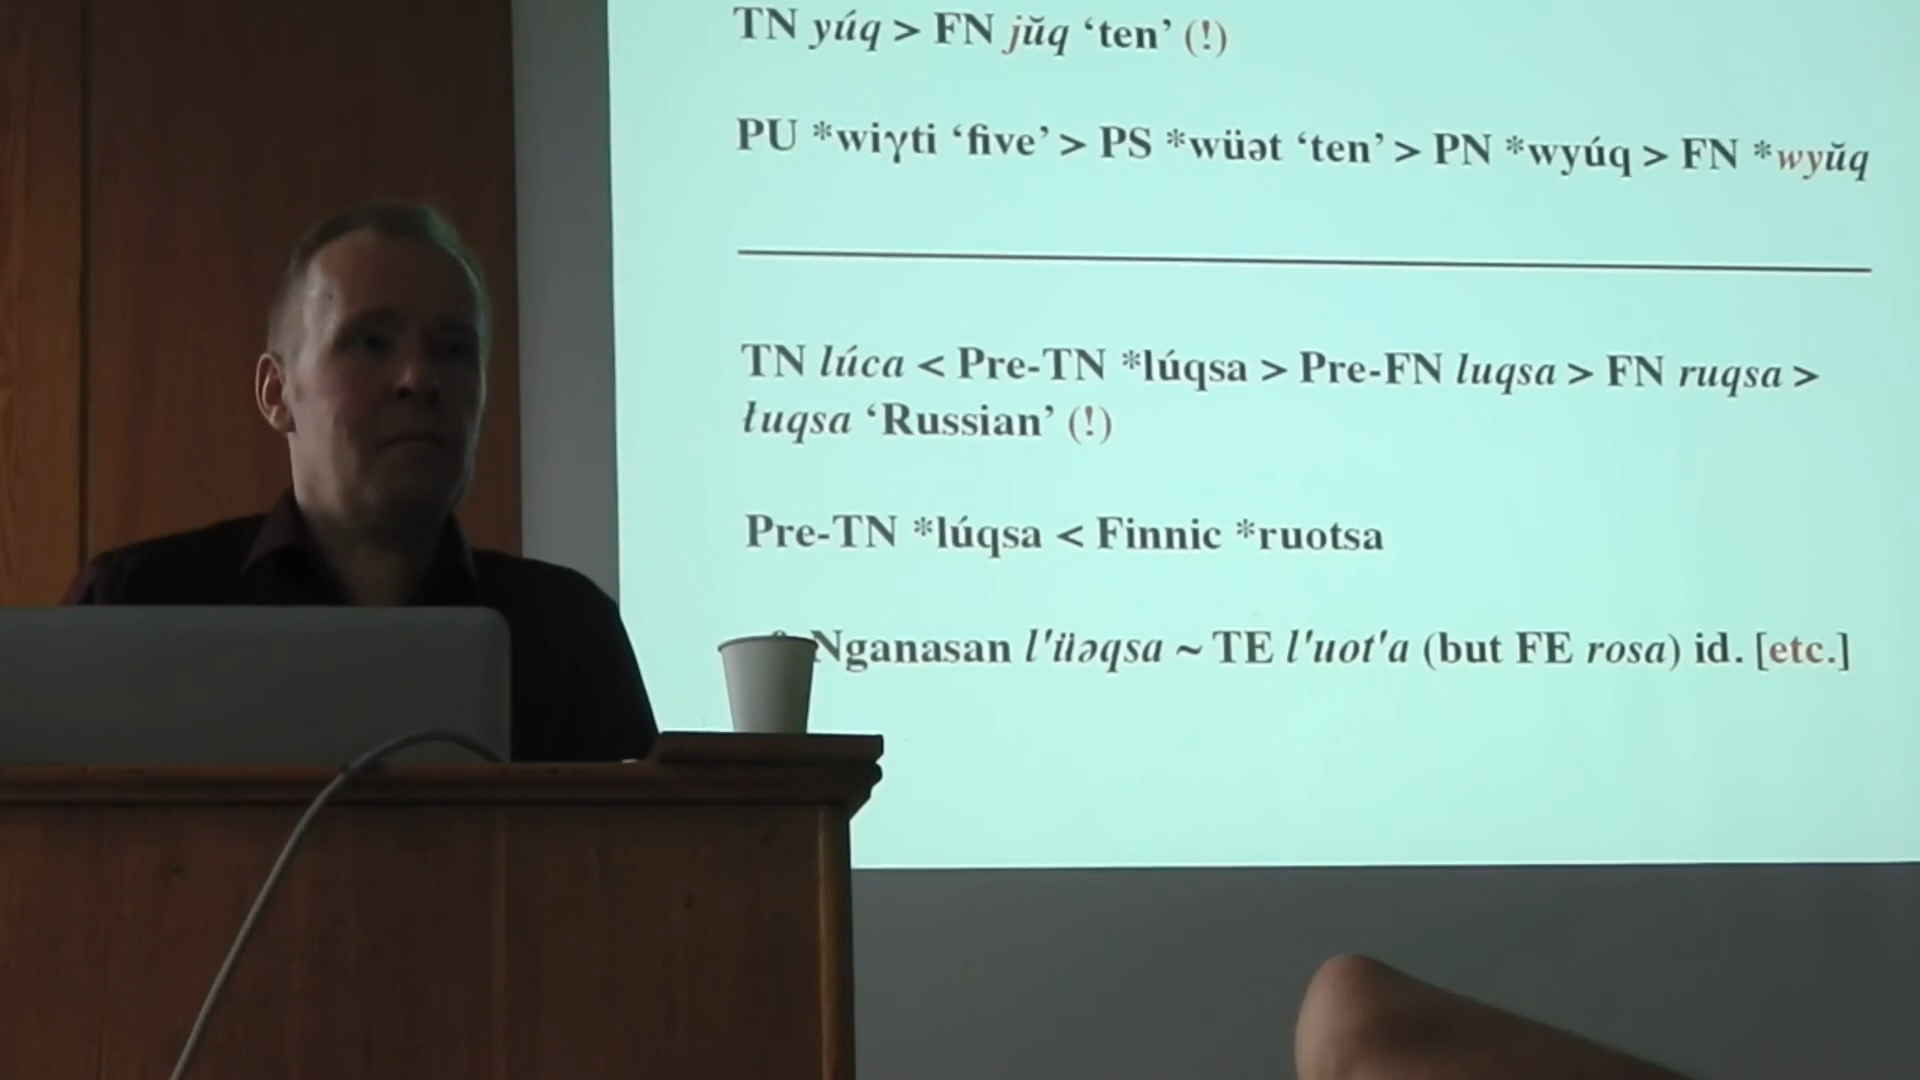 TN yúq > FN jŭq ‘ten’ (!)
PU *wiɣti ‘five’ > PS *wüət ‘ten’ > PN *wyúq > FN *wyŭq
TN lúca < Pre-TN *lúqsa > Pre-FN luqsa > FN ruqsa >
łuqsa ‘Russian’ (!)
Pre-TN *lúqsa < Finnic *ruotsa
Nganasan l'üəqsa ~ TE l'uot'a (but FE rosa) id. [etc.]